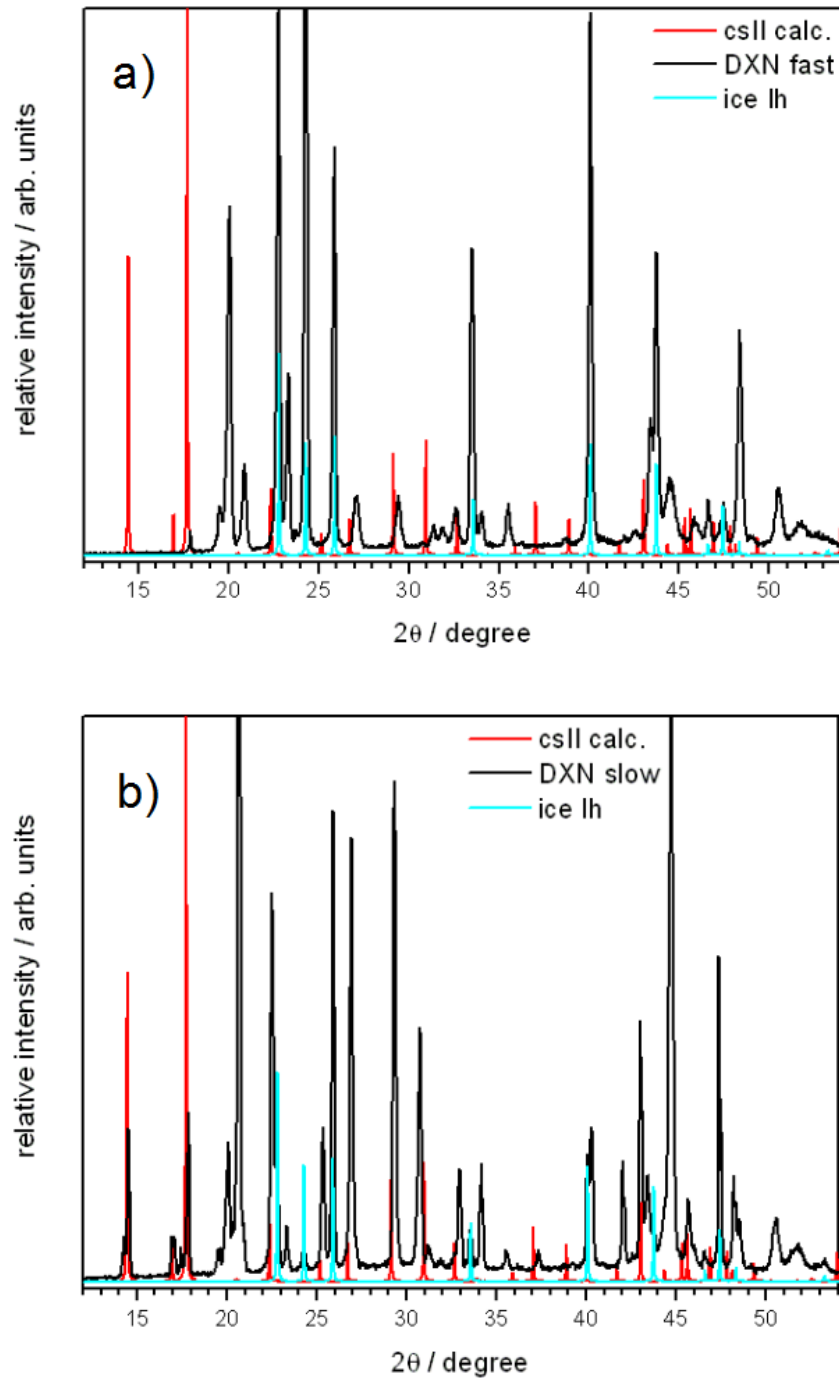 a)
csII calc.
DXN fast
ice Ih
relative intensity / arb. units
15 20 25 30 35 40 45 50
2θ / degree
b)
csII calc.
DXN slow
ice Ih
relative intensity / arb. units
15 20 25 30 35 40 45 50
2θ / degree